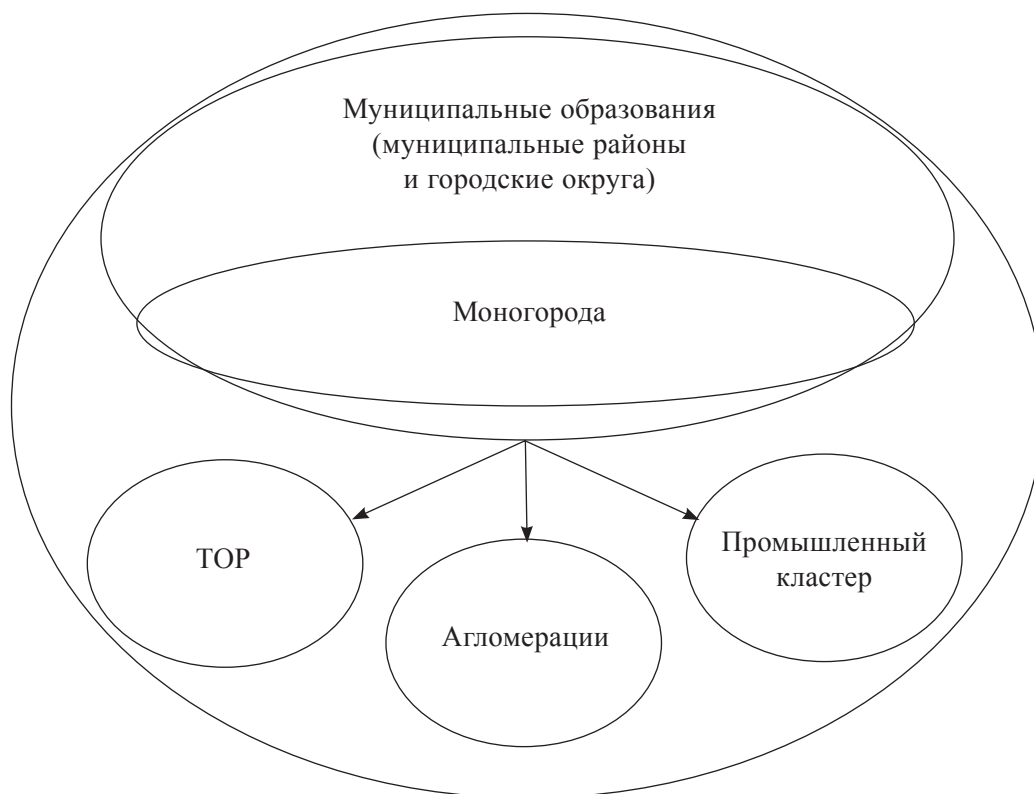 Муниципальные образования
(муниципальные районы
и городские округа)
Моногорода
ТОР
Агломерации
Промышленный
кластер